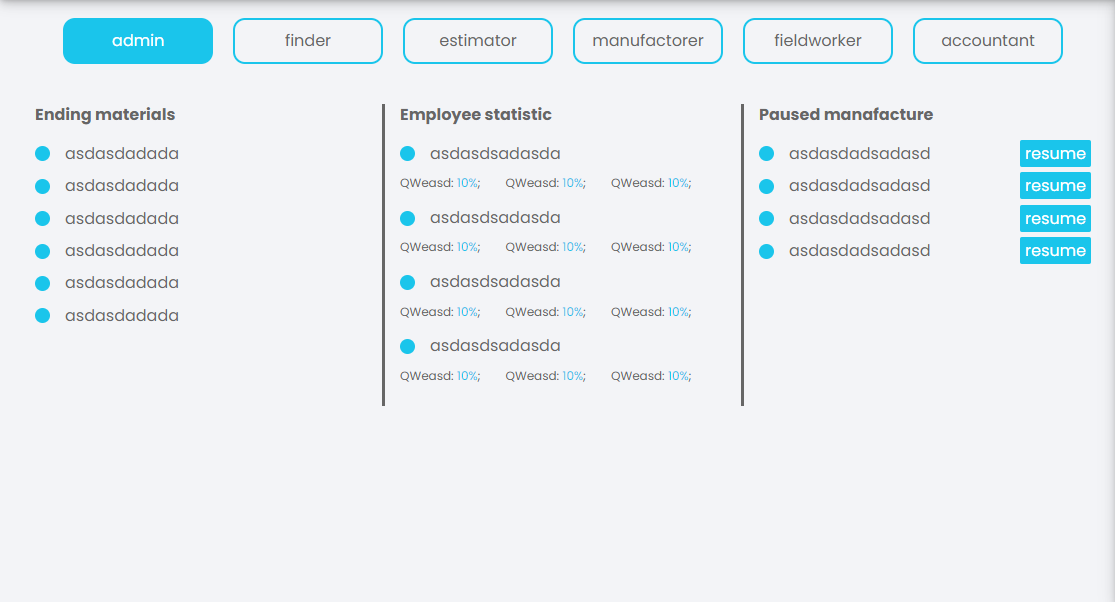 admin
finder
estimator
manufactorer
fieldworker
accountant
Ending materials
asdasdadada
asdasdadada
asdasdadada
asdasdadada
asdasdadada
asdasdadada
Employee statistic
asdasdsadasda
QWeasd: 10%; QWeasd: 10%; QWeasd: 10%;
asdasdsadasda
QWeasd: 10%; QWeasd: 10%; QWeasd: 10%;
asdasdsadasda
QWeasd: 10%; QWeasd: 10%; QWeasd: 10%;
asdasdsadasda
QWeasd: 10%; QWeasd: 10%; QWeasd: 10%;
Paused manafacture
asdasdadsadasd resume
asdasdadsadasd resume
asdasdadsadasd resume
asdasdadsadasd resume